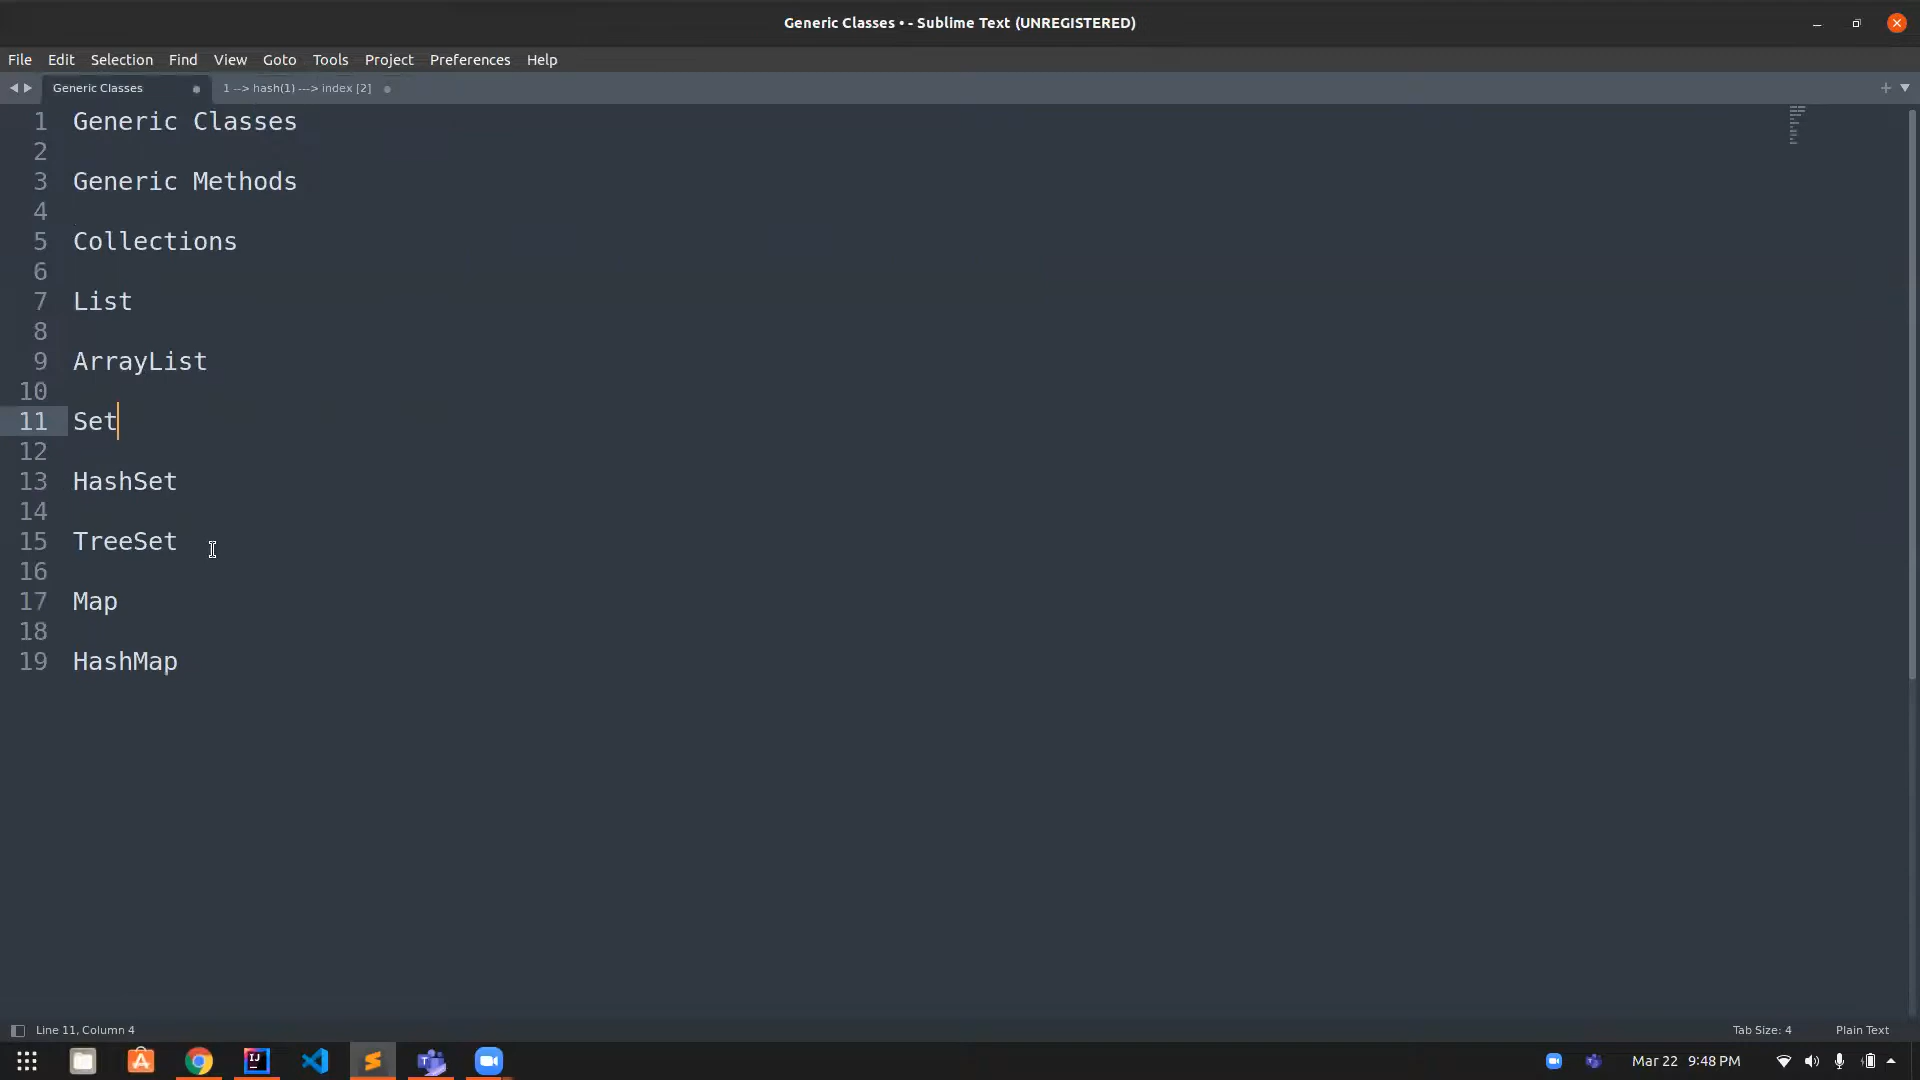 Generic Classes • - Sublime Text (UNREGISTERED)
File Edit Selection Find View Goto Tools Project Preferences Help
Generic Classes 1 --> hash(1) ---> index [2]
1 Generic Classes
2
3 Generic Methods
4
5 Collections
6
7 List
8
9 ArrayList
10
11 Set
12
13 HashSet
14
15 TreeSet
16
17 Map
18
19 HashMap
Line 11, Column 4 Tab Size: 4 Plain Text
Mar 22 9:48 PM